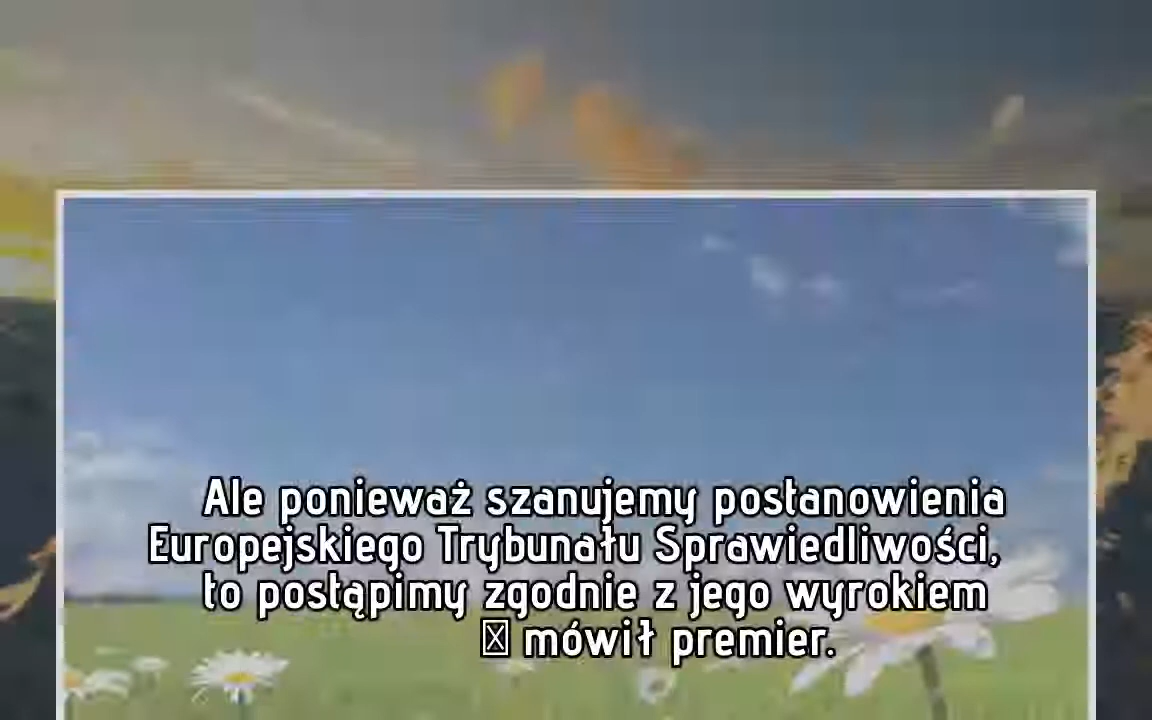 Ale ponieważ szanujemy postanowienia
Europejskiego Trybunału Sprawiedliwości,
to postąpimy zgodnie z jego wyrokiem
mówił premier.